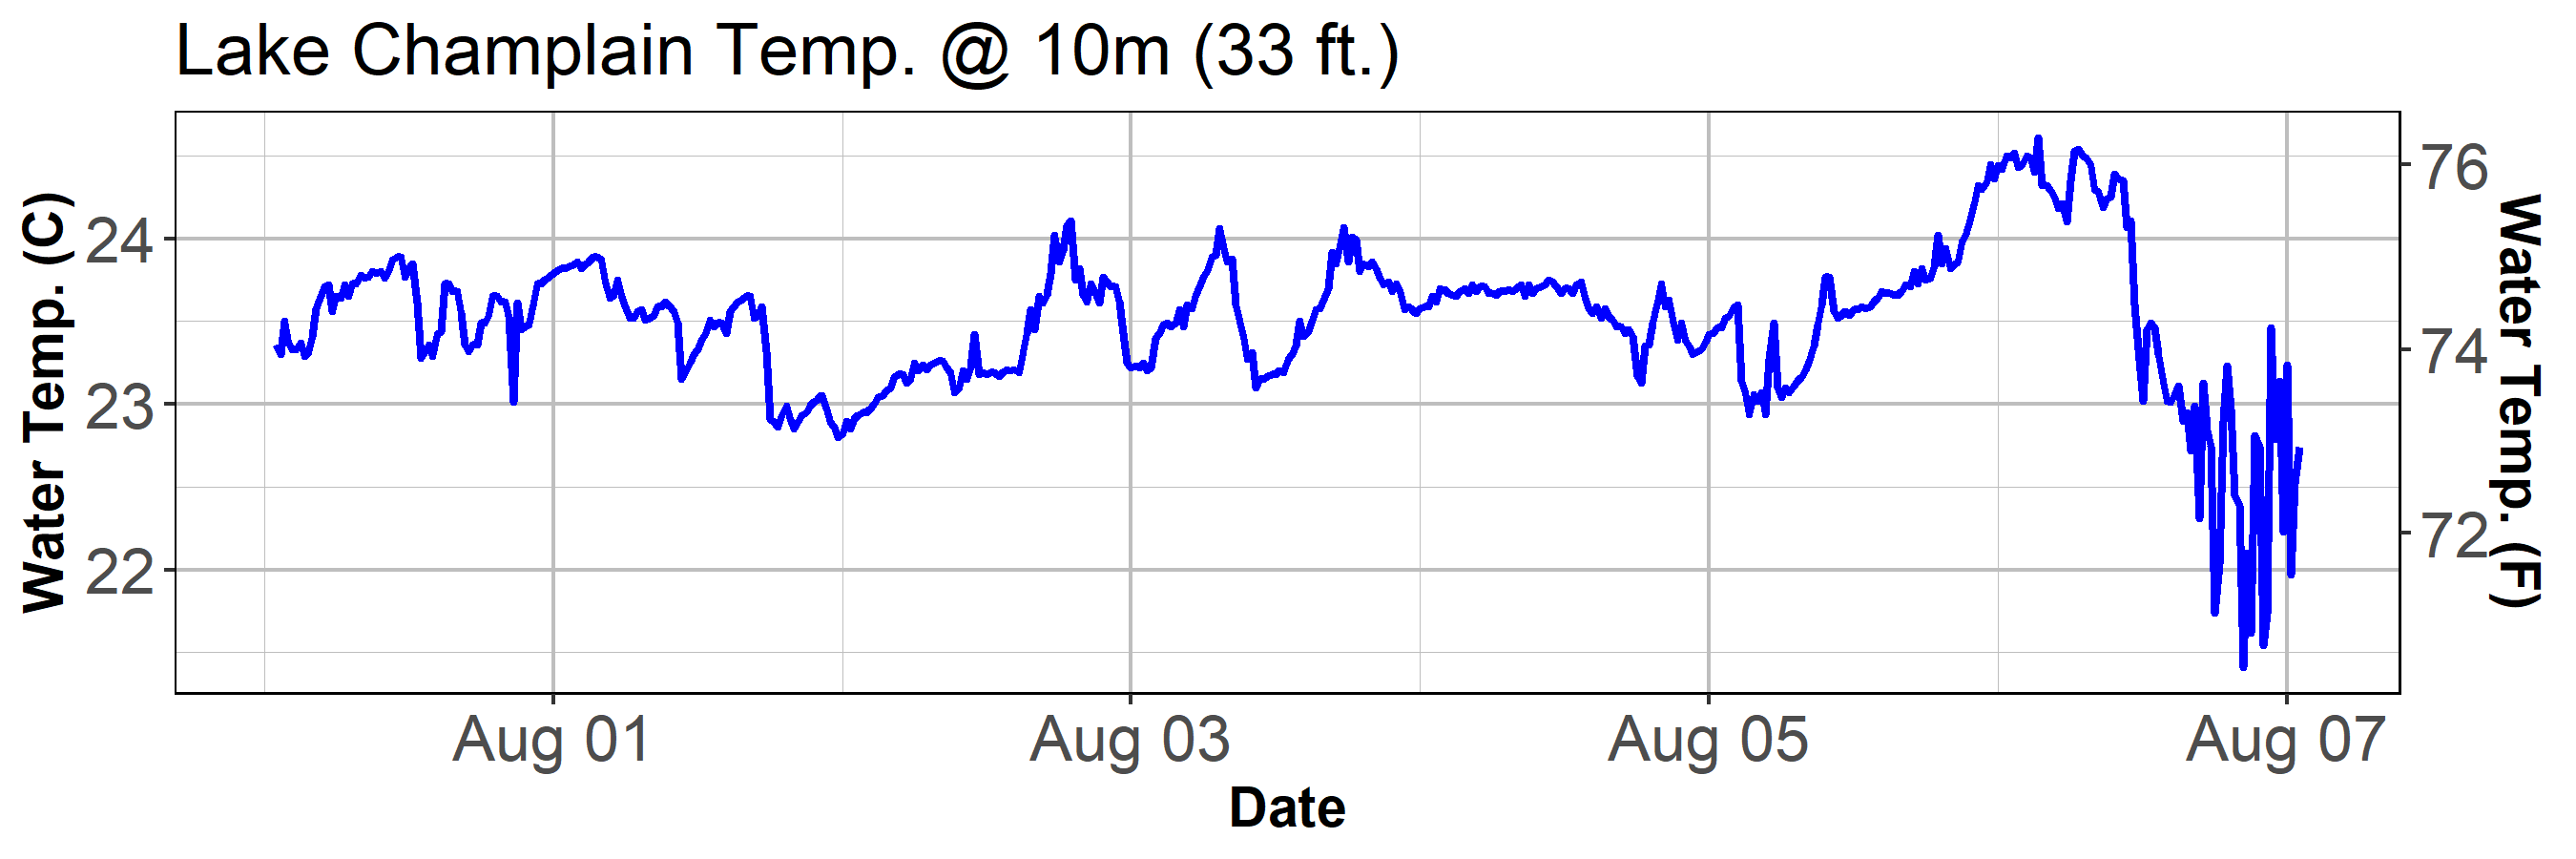 Lake Champlain Temp. @ 10m (33 ft.)
Water Temp. (C)
24
23
22
76
74
72
Water Temp. (F)
Aug 01 Aug 03 Aug 05 Aug 07
Date